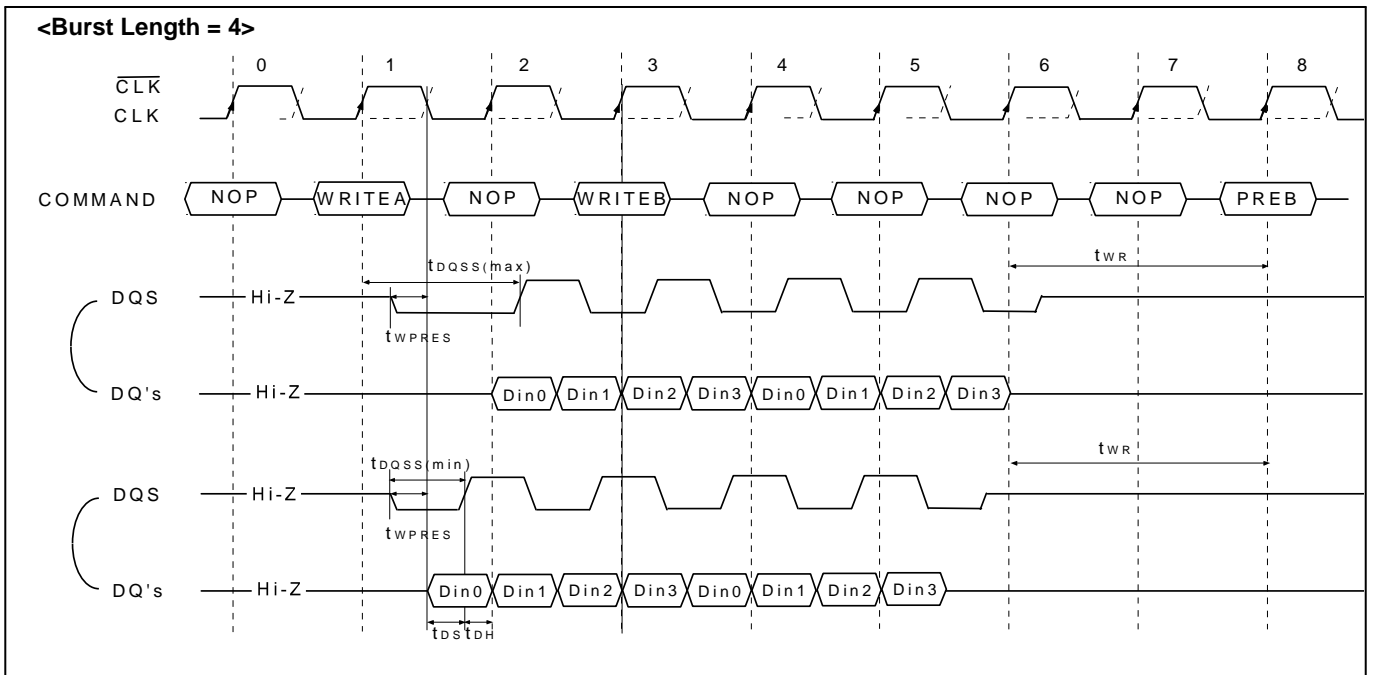 <Burst Length = 4>
0 1 2 3 4 5 6 7 8
CLK
CLK
COMMAND NOP WRITEA NOP WRITEB NOP NOP NOP NOP PREB
tDQSS(max) tWR
DQS Hi-Z
tWPRES
DQ's Hi-Z Din0 Din1 Din2 Din3 Din0 Din1 Din2 Din3
tDQSS(min) tWR
DQS Hi-Z
tWPRES
DQ's Hi-Z Din0 Din1 Din2 Din3 Din0 Din1 Din2 Din3
tDS tDH